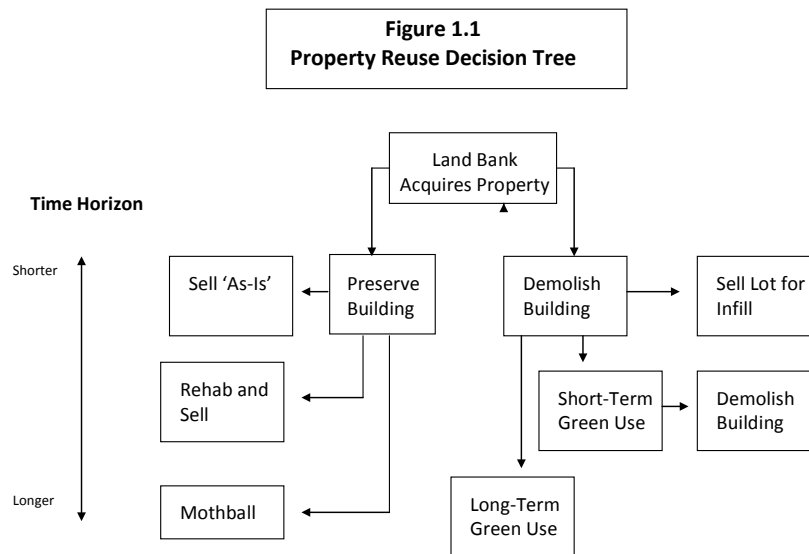 Figure 1.1
Property Reuse Decision Tree
Land Bank
Acquires Property
Time Horizon
Shorter
Sell ‘As-Is’
Preserve
Building
Demolish
Building
Sell Lot for
Infill
Rehab and
Sell
Short-Term
Green Use
Demolish
Building
Longer
Mothball
Long-Term
Green Use